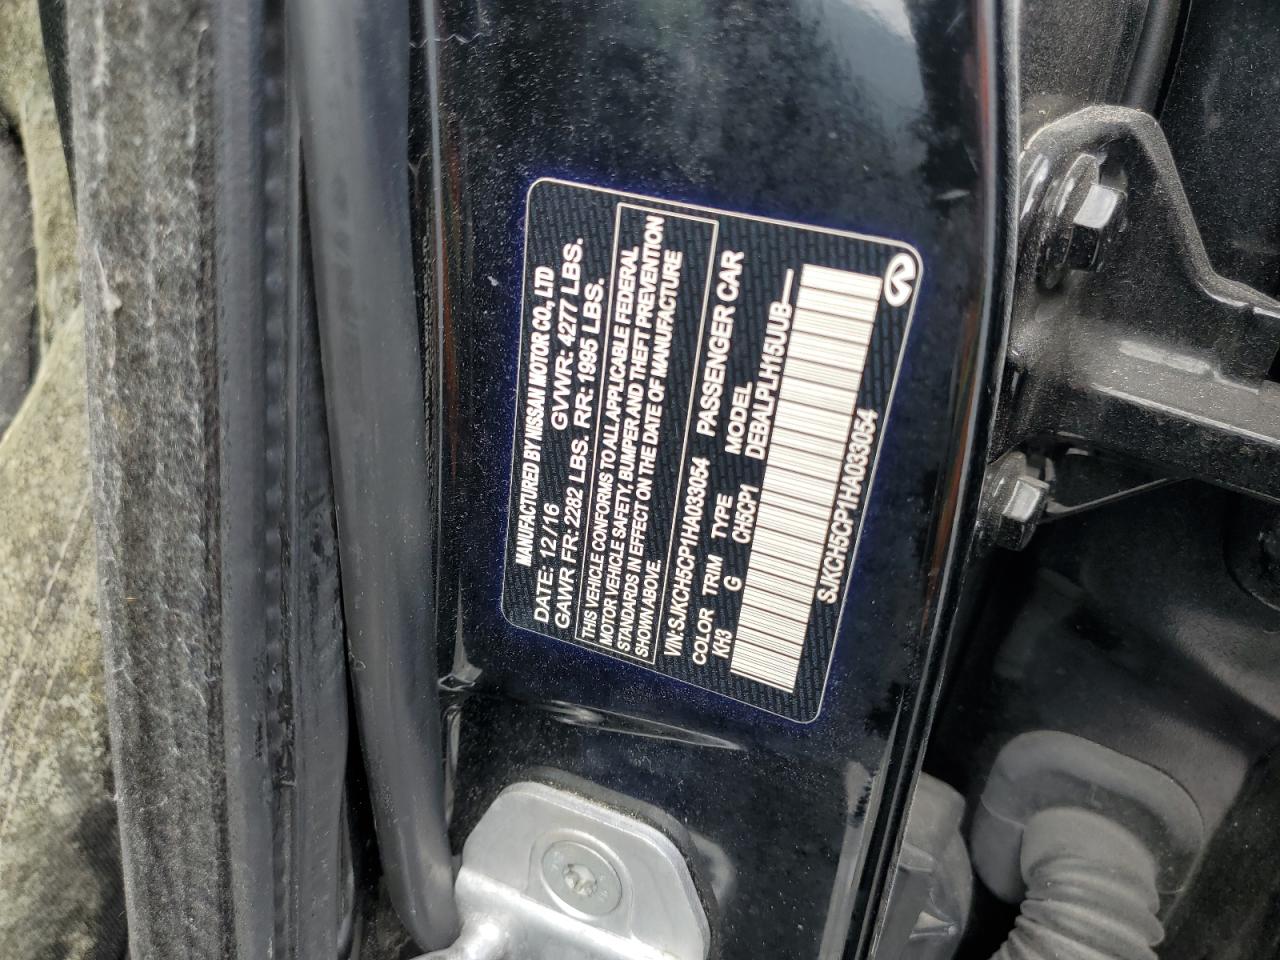 MANUFACTURED BY NISSAN MOTOR CO., LTD
DATE: 12/16 GVWR: 4277 LBS.
GAWR FR: 2282 LBS. RR: 1995 LBS.
THIS VEHICLE CONFORMS TO ALL APPLICABLE FEDERAL
MOTOR VEHICLE SAFETY, BUMPER AND THEFT PREVENTION
STANDARDS IN EFFECT ON THE DATE OF MANUFACTURE
SHOWN ABOVE.
VIN: SJKCH5CP1HA033054 PASSENGER CAR
COLOR TRIM TYPE MODEL
KH3 G CH5CP1 DEBALPLH15UUB—
SJKCH5CP1HA033054